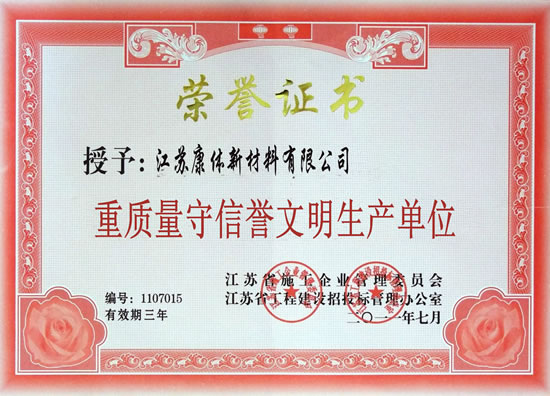 荣誉证书
授予：江苏康体新材料有限公司
重质量守信誉文明生产单位
江苏省施工企业管理委员会
编号：1107015 江苏省工程建设招投标管理办公室
有效期三年 二〇一一年七月